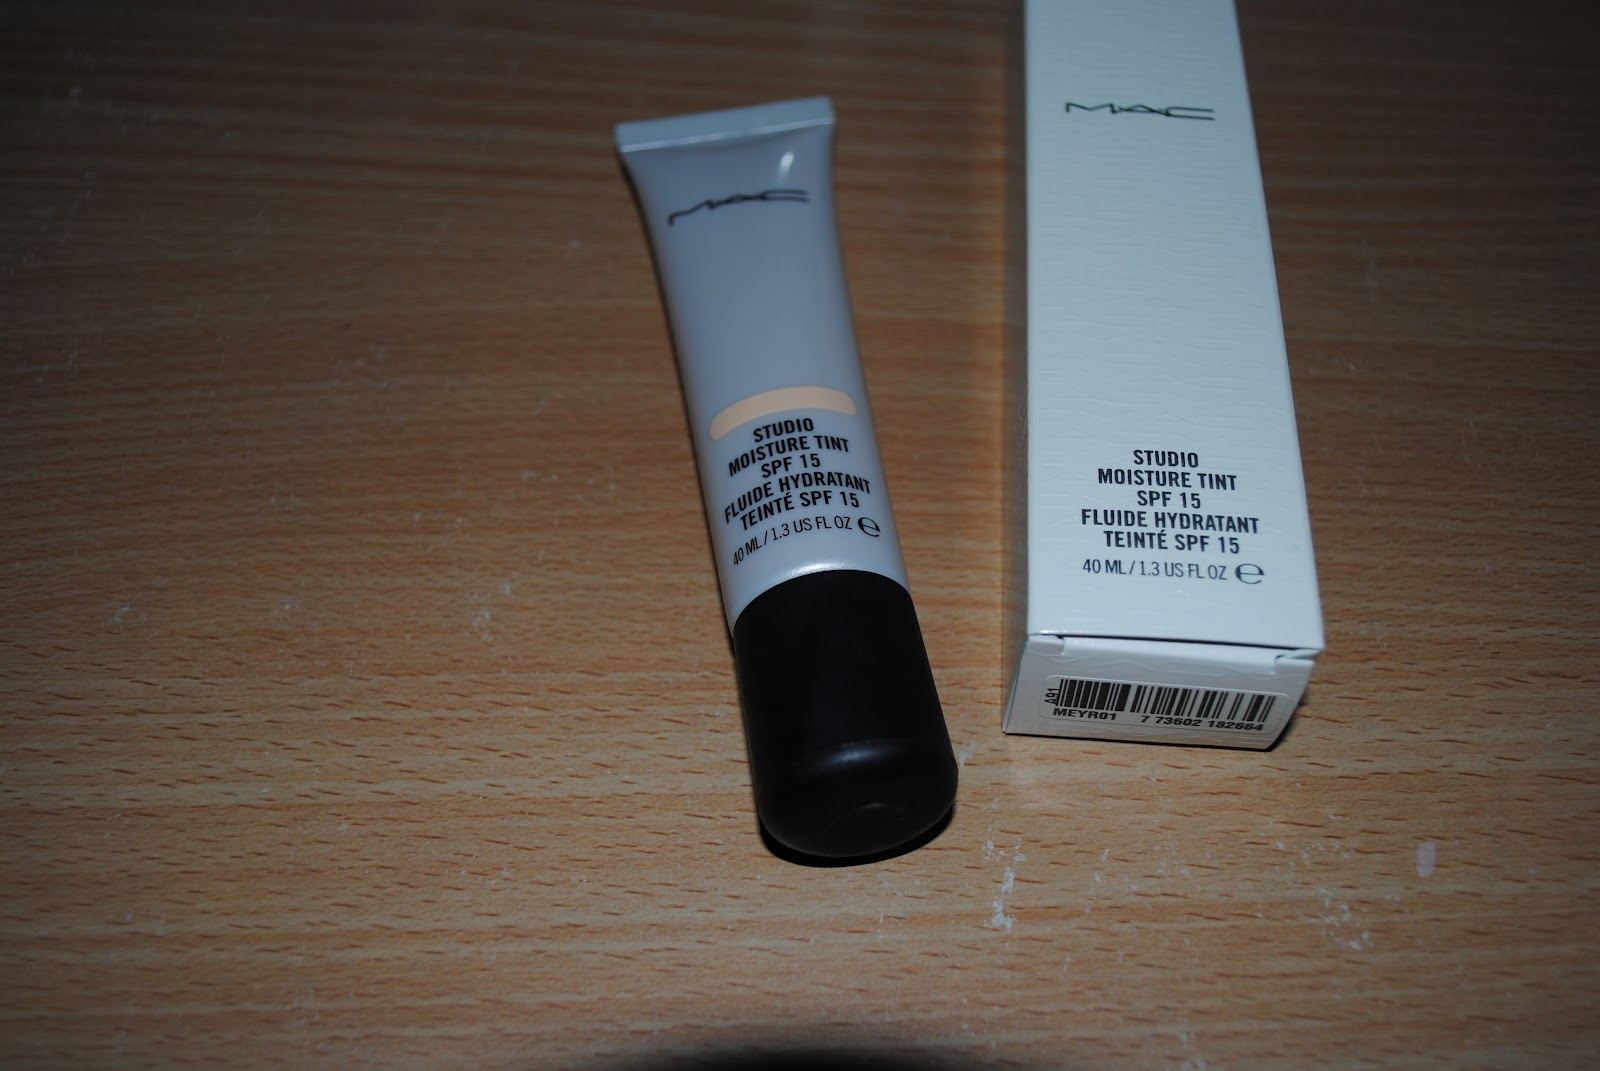 MAC
STUDIO
MOISTURE TINT
SPF 15
FLUIDE HYDRATANT
TEINTÉ SPF 15
40 ML / 1.3 US FL OZ ℮
MAC
STUDIO
MOISTURE TINT
SPF 15
FLUIDE HYDRATANT
TEINTÉ SPF 15
40 ML / 1.3 US FL OZ ℮
A91
MEYR01 7 73602 182664